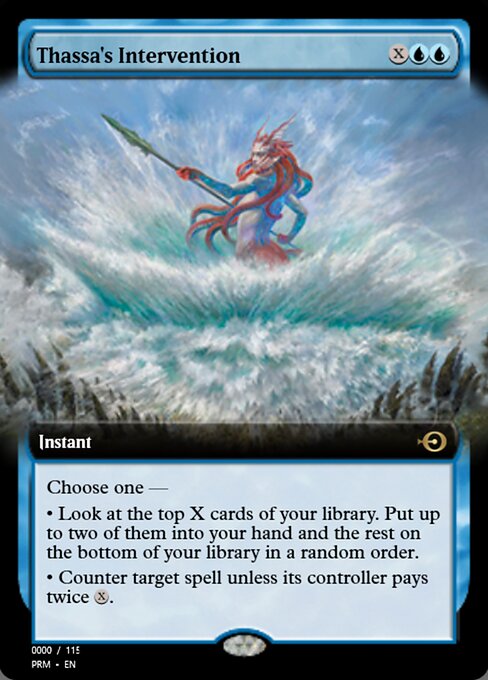 Thassa's Intervention X
Instant
Choose one —
• Look at the top X cards of your library. Put up
to two of them into your hand and the rest on
the bottom of your library in a random order.
• Counter target spell unless its controller pays
twice X.
0000 / 115
PRM • EN